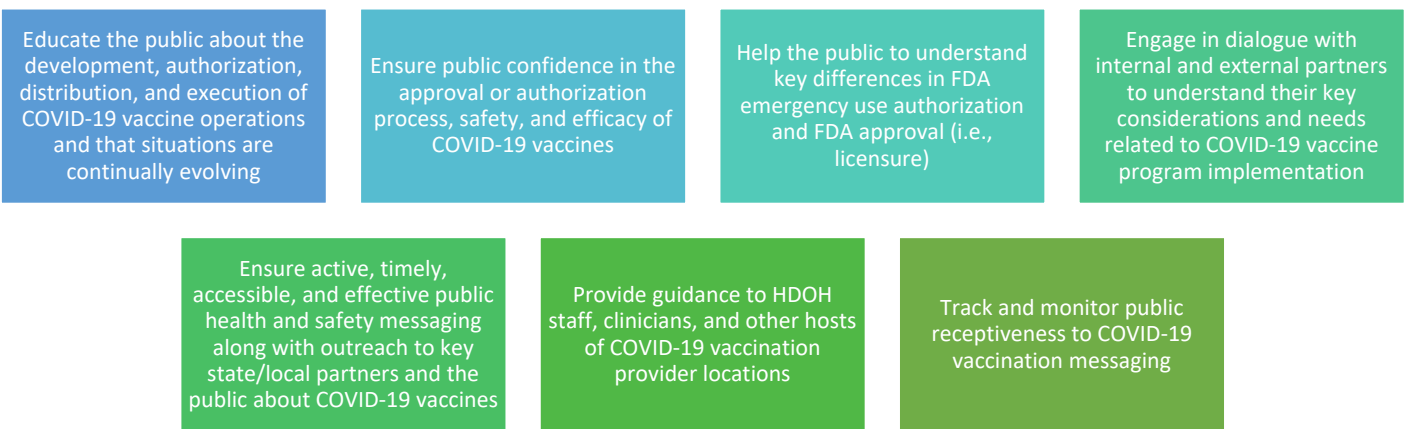 Educate the public about the
development, authorization,
distribution, and execution of
COVID-19 vaccine operations
and that situations are
continually evolving
Ensure public confidence in the
approval or authorization
process, safety, and efficacy of
COVID-19 vaccines
Help the public to understand
key differences in FDA
emergency use authorization
and FDA approval (i.e.,
licensure)
Engage in dialogue with
internal and external partners
to understand their key
considerations and needs
related to COVID-19 vaccine
program implementation
Ensure active, timely,
accessible, and effective public
health and safety messaging
along with outreach to key
state/local partners and the
public about COVID-19 vaccines
Provide guidance to HDOH
staff, clinicians, and other hosts
of COVID-19 vaccination
provider locations
Track and monitor public
receptiveness to COVID-19
vaccination messaging